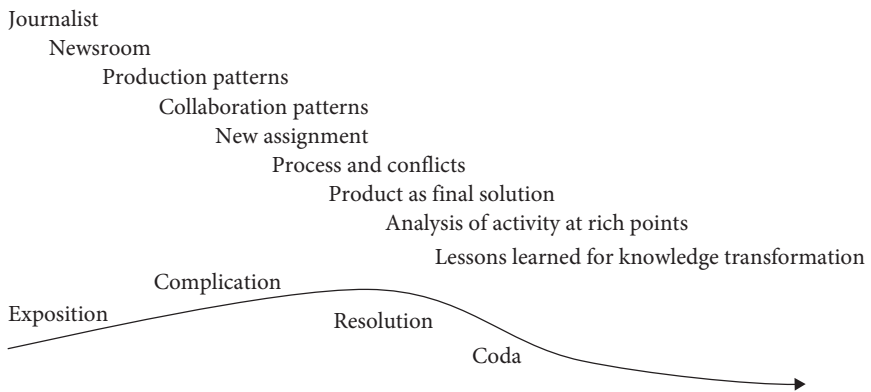 Journalist
Newsroom
Production patterns
Collaboration patterns
New assignment
Process and conflicts
Product as final solution
Analysis of activity at rich points
Lessons learned for knowledge transformation
Complication
Exposition
Resolution
Coda